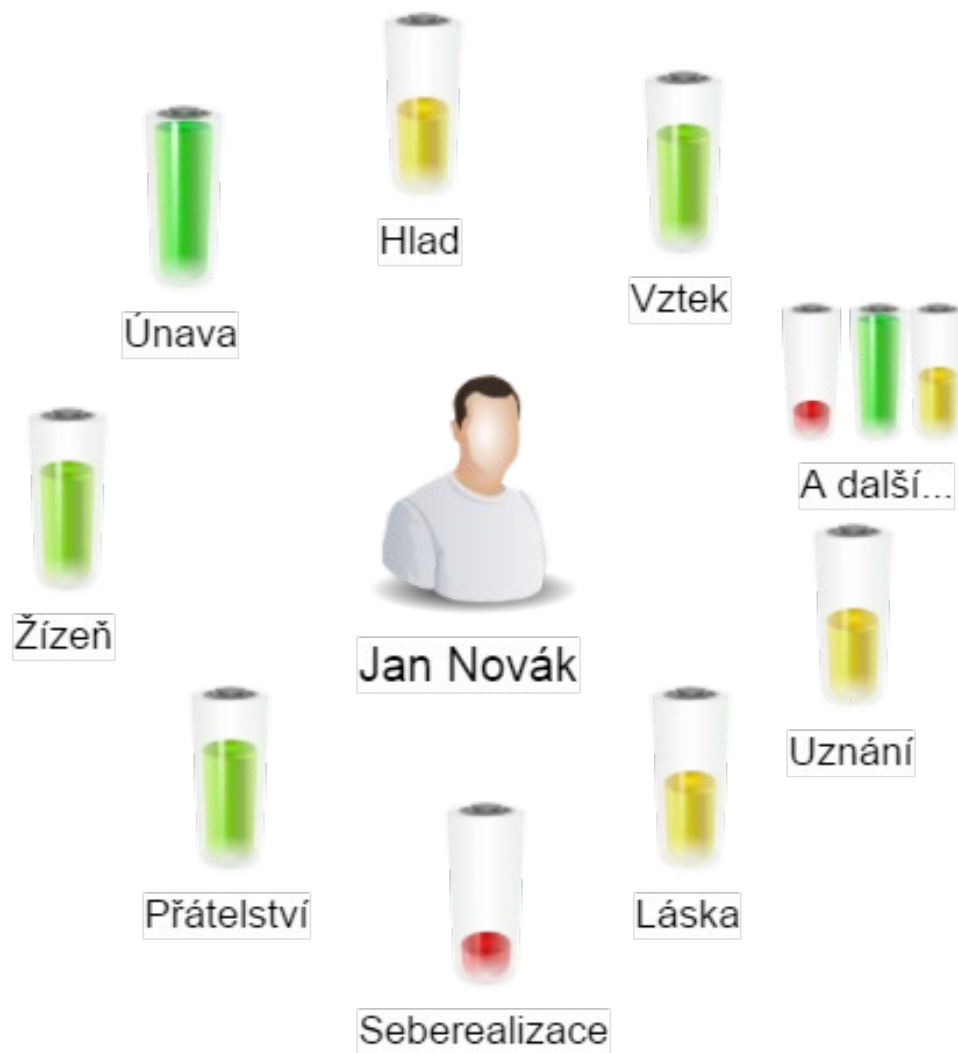 Hlad
Vztek
Únava
A další...
Žízeň
Jan Novák
Uznání
Přátelství
Láska
Seberealizace